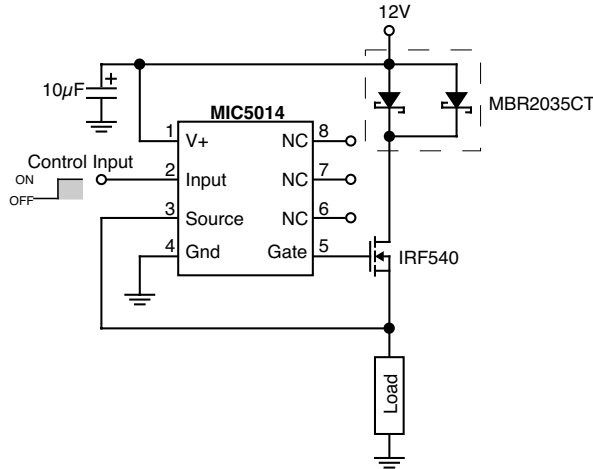 12V
10µF
+
MBR2035CT
MIC5014
1 V+ NC 8
Control Input
ON
OFF
2 Input NC 7
3 Source NC 6
4 Gnd Gate 5
IRF540
Load